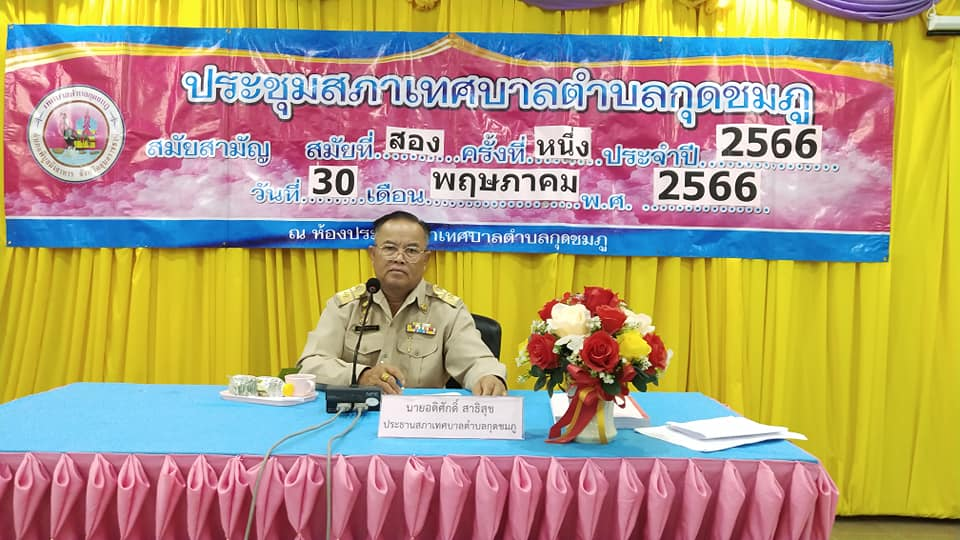 ประชุมสภาเทศบาลตำบลกุดชมภู
สมัยสามัญ สมัยที่...สอง...ครั้งที่...หนึ่ง...ประจำปี...2566
วันที่...30...เดือน...พฤษภาคม...พ.ศ. ...2566
ณ ห้องประ เทศบาลตำบลกุดชมภู
นายอดิศักดิ์ สาธิสุข
ประธานสภาเทศบาลตำบลกุดชมภู